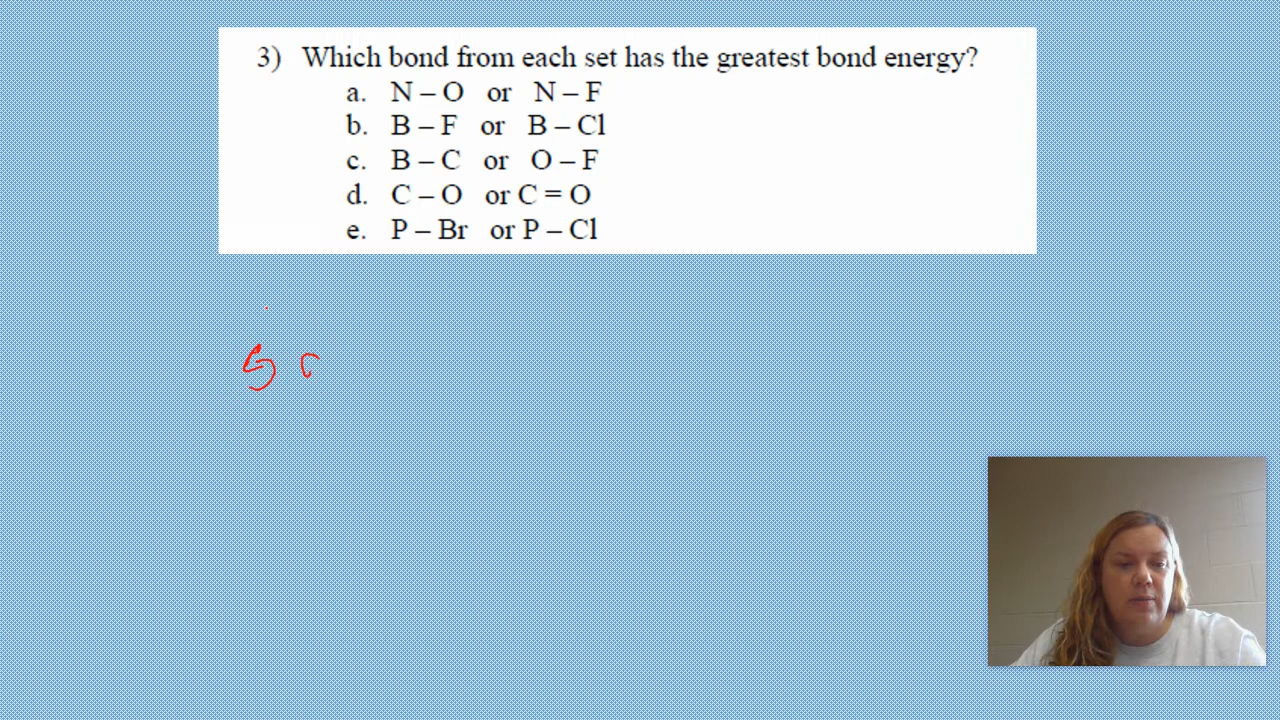 3) Which bond from each set has the greatest bond energy?
a. N – O or N – F
b. B – F or B – Cl
c. B – C or O – F
d. C – O or C = O
e. P – Br or P – Cl